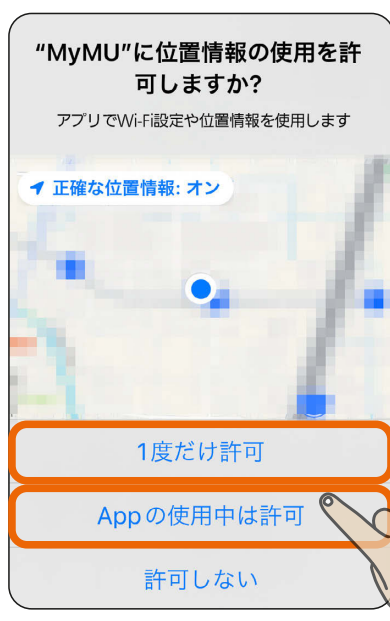 “MyMU”に位置情報の使用を許
可しますか?
アプリでWi-Fi設定や位置情報を使用します
正確な位置情報: オン
1度だけ許可
Appの使用中は許可
許可しない